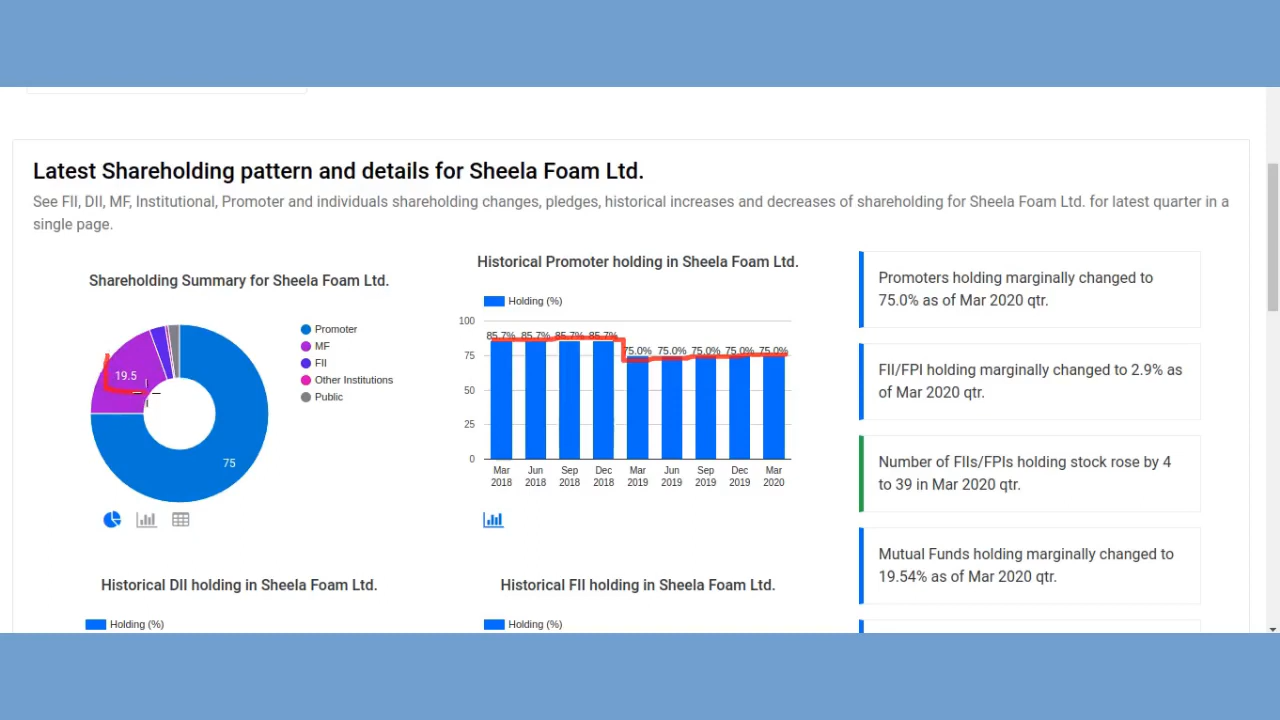 Latest Shareholding pattern and details for Sheela Foam Ltd.
See FII, DII, MF, Institutional, Promoter and individuals shareholding changes, pledges, historical increases and decreases of shareholding for Sheela Foam Ltd. for latest quarter in a
single page.
Shareholding Summary for Sheela Foam Ltd.
19.5
75
Promoter
MF
FII
Other Institutions
Public
Historical Promoter holding in Sheela Foam Ltd.
Holding (%)
100
75
50
25
0
85.7% 85.7% 85.7% 85.7% 75.0% 75.0% 75.0% 75.0% 75.0%
Mar Jun Sep Dec Mar Jun Sep Dec Mar
2018 2018 2018 2018 2019 2019 2019 2019 2020
Promoters holding marginally changed to
75.0% as of Mar 2020 qtr.
FII/FPI holding marginally changed to 2.9% as
of Mar 2020 qtr.
Number of FIIs/FPIs holding stock rose by 4
to 39 in Mar 2020 qtr.
Mutual Funds holding marginally changed to
19.54% as of Mar 2020 qtr.
Historical DII holding in Sheela Foam Ltd.
Holding (%)
Historical FII holding in Sheela Foam Ltd.
Holding (%)